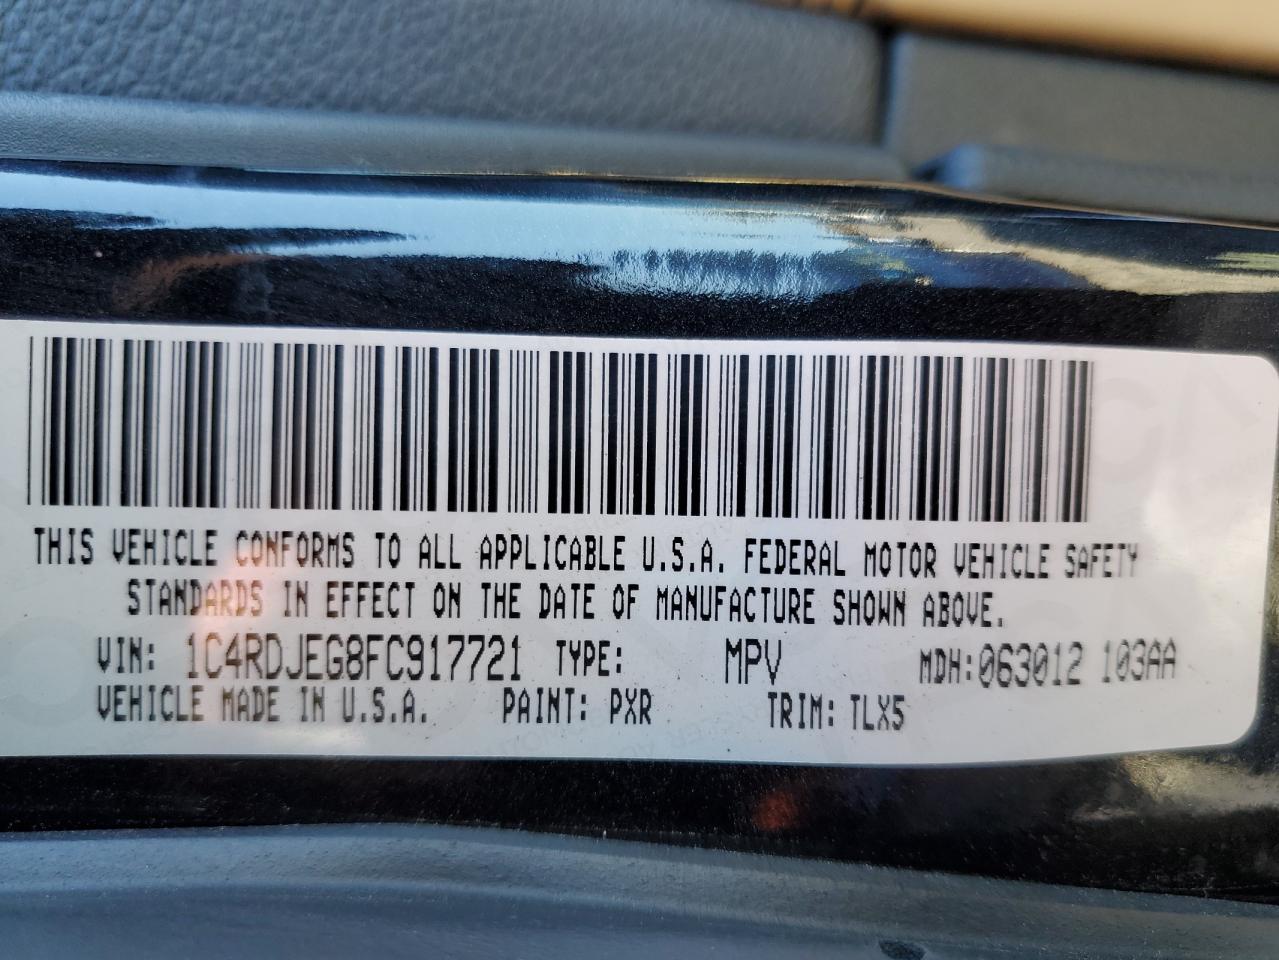 THIS VEHICLE CONFORMS TO ALL APPLICABLE U.S.A. FEDERAL MOTOR VEHICLE SAFETY
STANDARDS IN EFFECT ON THE DATE OF MANUFACTURE SHOWN ABOVE.
VIN: 1C4RDJEG8FC917721 TYPE: MPV MDH:063012 103AA
VEHICLE MADE IN U.S.A. PAINT: PXR TRIM: TLX5